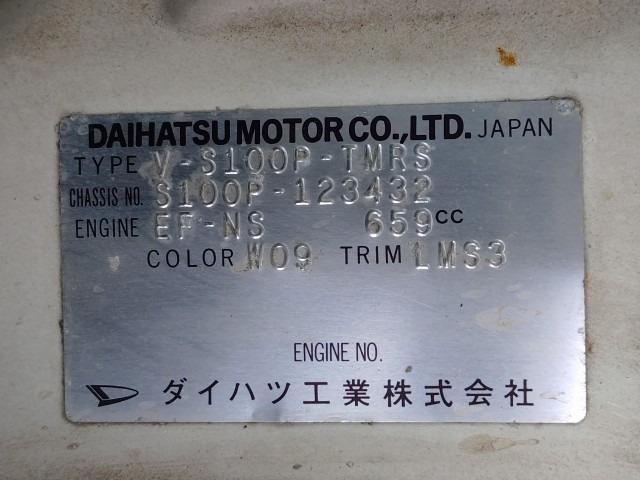 DAIHATSU MOTOR CO.,LTD. JAPAN
TYPE V-S100P-TMRS
CHASSIS NO. S100P-123432
ENGINE EF-NS 659CC
COLOR W09 TRIM LMS3
ENGINE NO.
ダイハツ工業株式会社